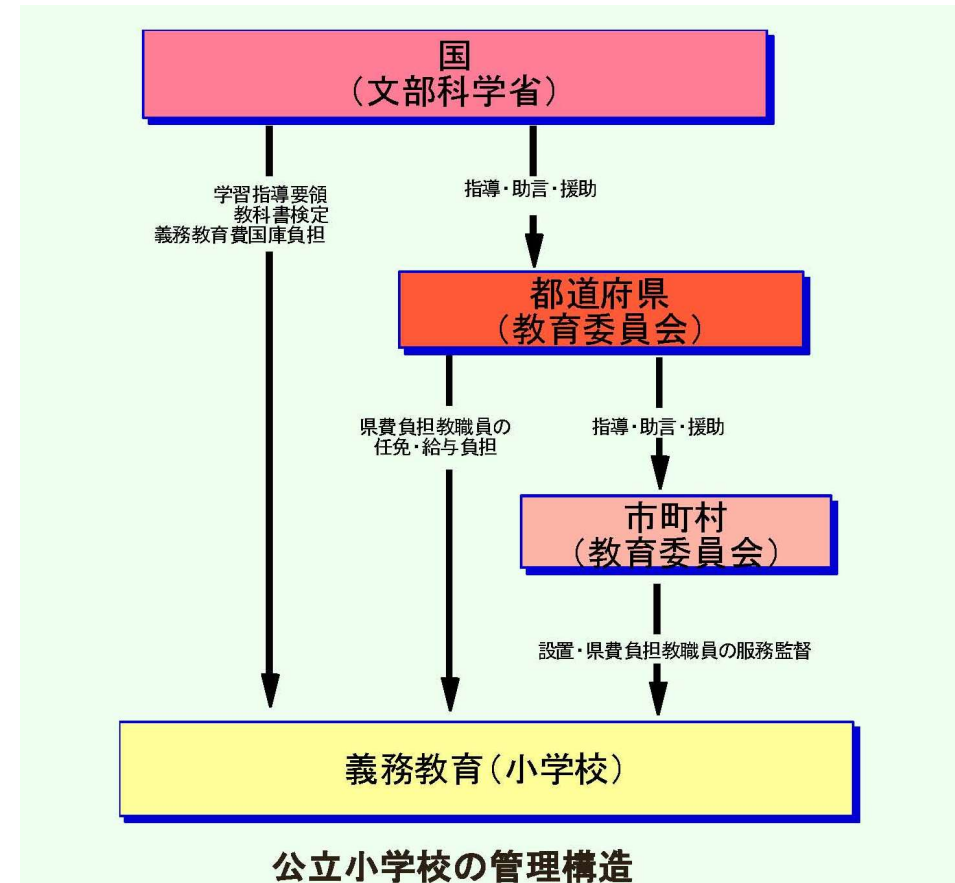 国
（文部科学省）
学習指導要領
教科書検定
義務教育費国庫負担
指導・助言・援助
都道府県
（教育委員会）
県費負担教職員の
任免・給与負担
指導・助言・援助
市町村
（教育委員会）
設置・県費負担教職員の服務監督
義務教育（小学校）
公立小学校の管理構造